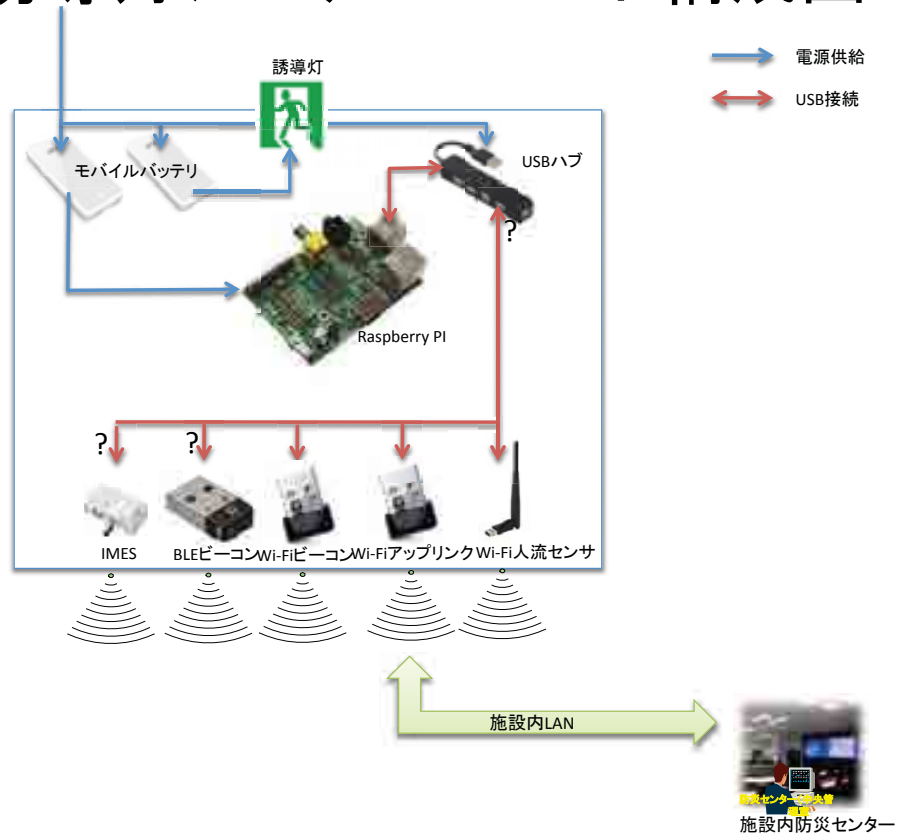 電源供給
誘導灯
USB接続
USBハブ
モバイルバッテリ
?
Raspberry PI
? ?
IMES BLEビーコン Wi-Fiビーコン Wi-Fiアップリンク Wi-Fi人流センサ
施設内LAN
施設内防災センター